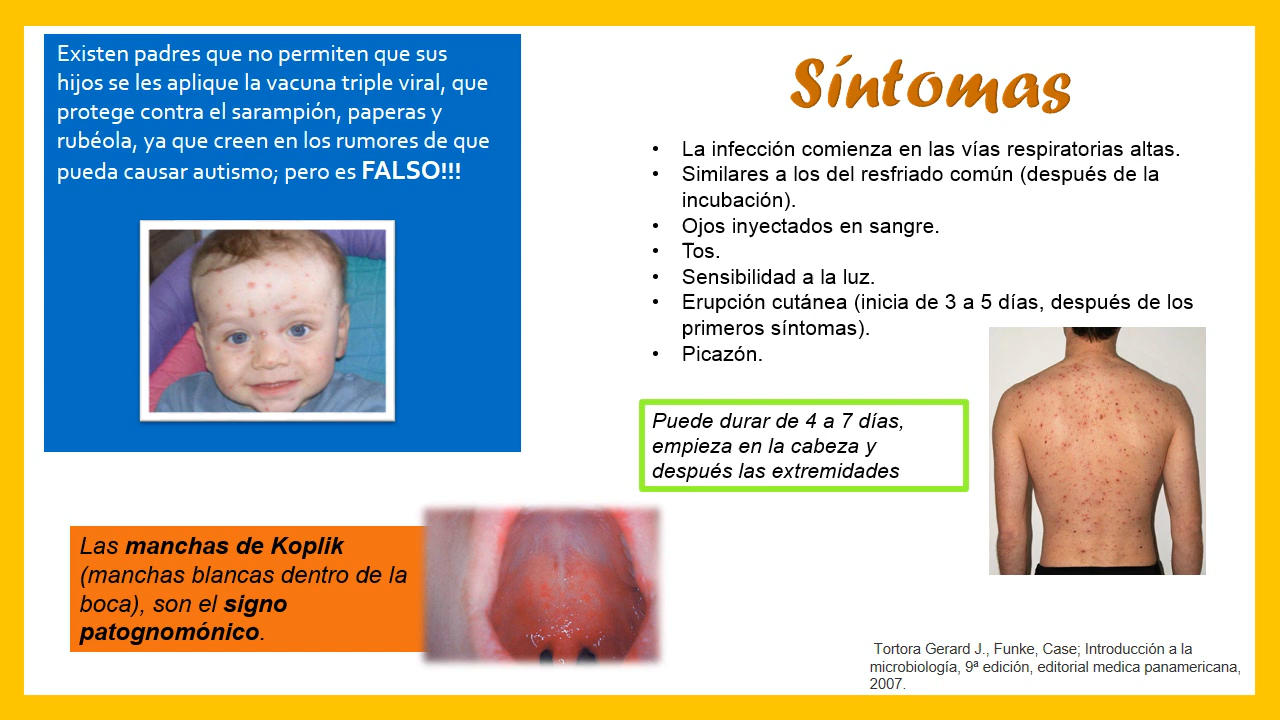 Existen padres que no permiten que sus
hijos se les aplique la vacuna triple viral, que
protege contra el sarampión, paperas y
rubéola, ya que creen en los rumores de que
pueda causar autismo; pero es FALSO!!!
Síntomas
• La infección comienza en las vías respiratorias altas.
• Similares a los del resfriado común (después de la
incubación).
• Ojos inyectados en sangre.
• Tos.
• Sensibilidad a la luz.
• Erupción cutánea (inicia de 3 a 5 días, después de los
primeros síntomas).
• Picazón.
Puede durar de 4 a 7 días,
empieza en la cabeza y
después las extremidades
Las manchas de Koplik
(manchas blancas dentro de la
boca), son el signo
patognomónico.
Tortora Gerard J., Funke, Case; Introducción a la
microbiología, 9ª edición, editorial medica panamericana,
2007.